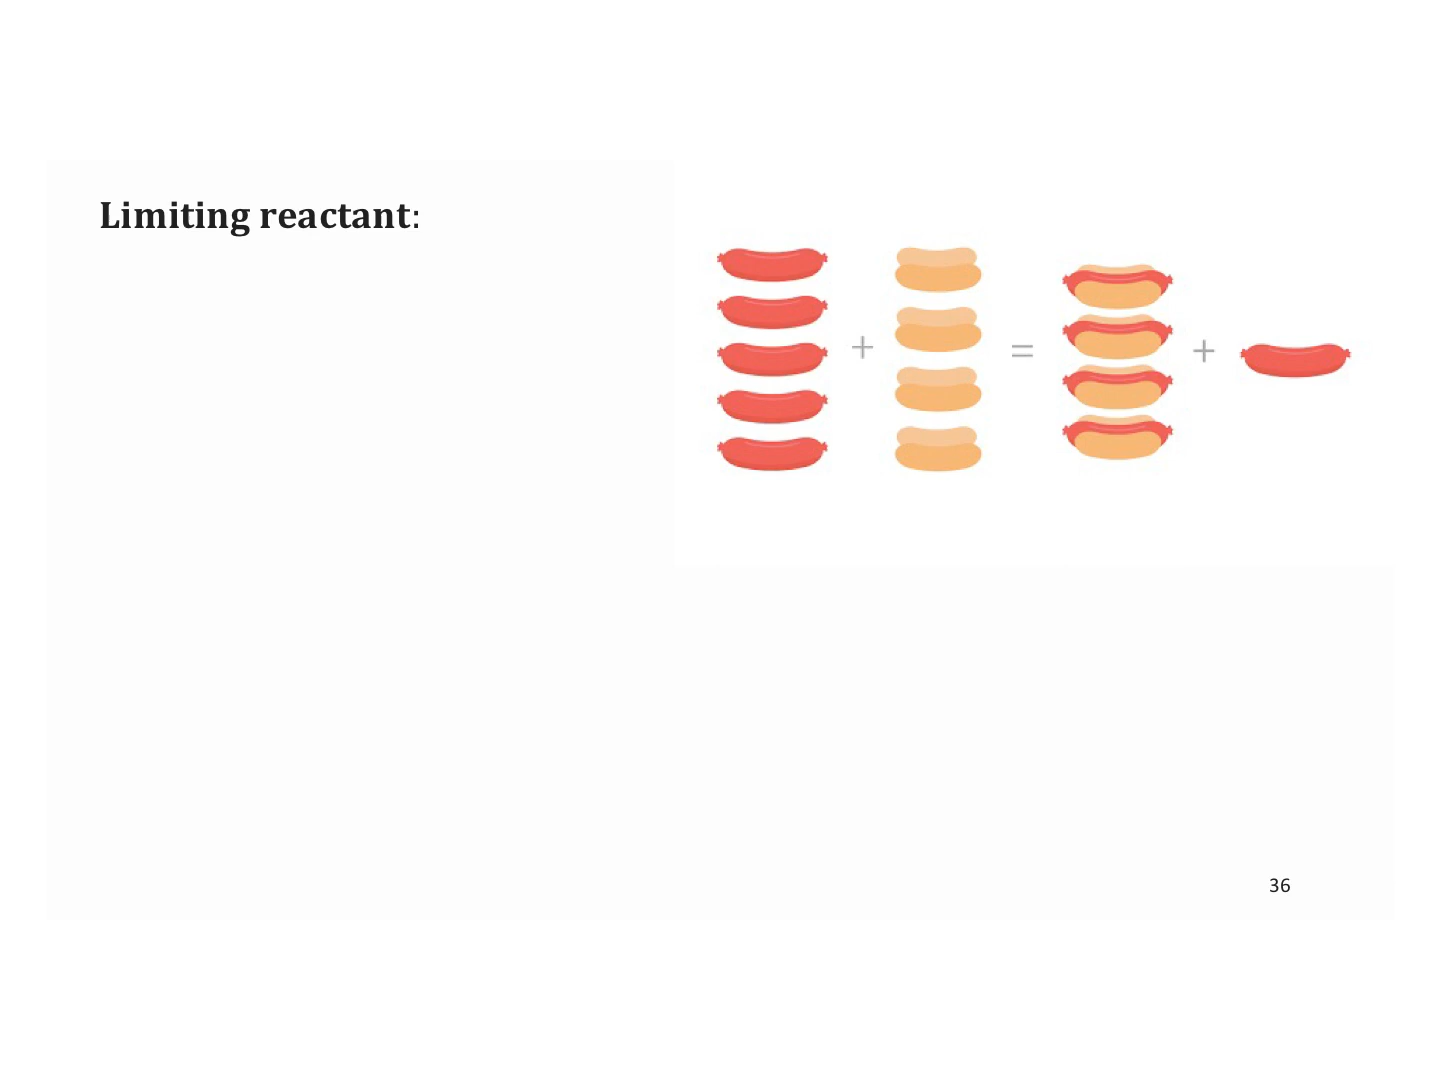 Limiting reactant:
+ = +
36